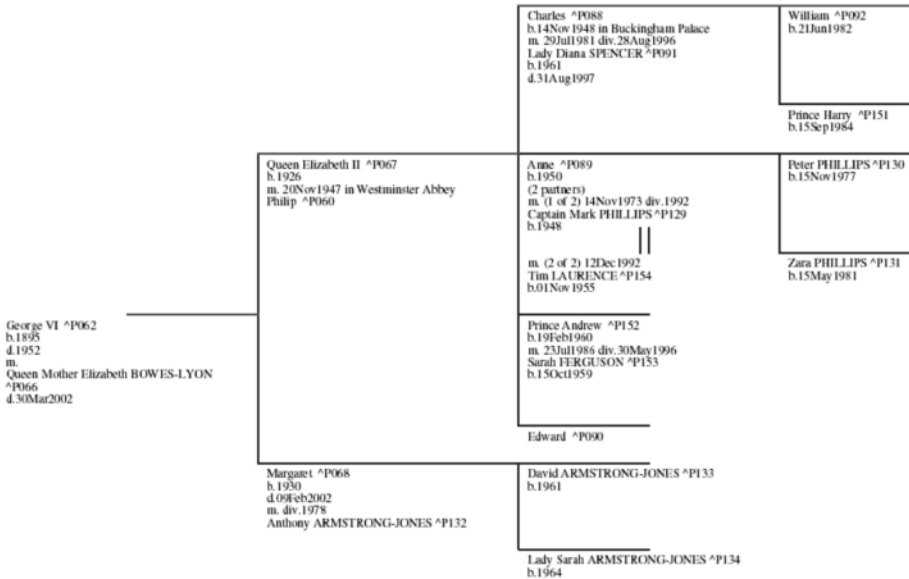 Charles ^P088
b.14Nov1948 in Buckingham Palace
m. 29Jul1981 div.28Aug1996
Lady Diana SPENCER ^P091
b.1961
d.31Aug1997
William ^P092
b.21Jun1982
Prince Harry ^P151
b.15Sep1984
Queen Elizabeth II ^P067
b.1926
m. 20Nov1947 in Westminster Abbey
Philip ^P060
Anne ^P089
b.1950
(2 partners)
m. (1 of 2) 14Nov1973 div.1992
Captain Mark PHILLIPS ^P129
b.1948
m. (2 of 2) 12Dec1992
Tim LAURENCE ^P154
b.01Nov1955
Peter PHILLIPS ^P130
b.15Nov1977
Zara PHILLIPS ^P131
b.15May1981
George VI ^P062
b.1895
d.1952
m.
Queen Mother Elizabeth BOWES-LYON
^P066
d.30Mar2002
Prince Andrew ^P152
b.19Feb1960
m. 23Jul1986 div.30May1996
Sarah FERGUSON ^P153
b.15Oct1959
Edward ^P090
Margaret ^P068
b.1930
d.09Feb2002
m. div.1978
Anthony ARMSTRONG-JONES ^P132
David ARMSTRONG-JONES ^P133
b.1961
Lady Sarah ARMSTRONG-JONES ^P134
b.1964